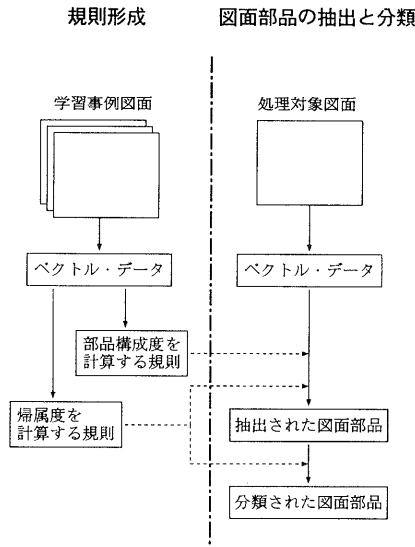 規則形成
図面部品の抽出と分類
学習事例図面
処理対象図面
ベクトル・データ
ベクトル・データ
部品構成度を
計算する規則
帰属度を
計算する規則
抽出された図面部品
分類された図面部品